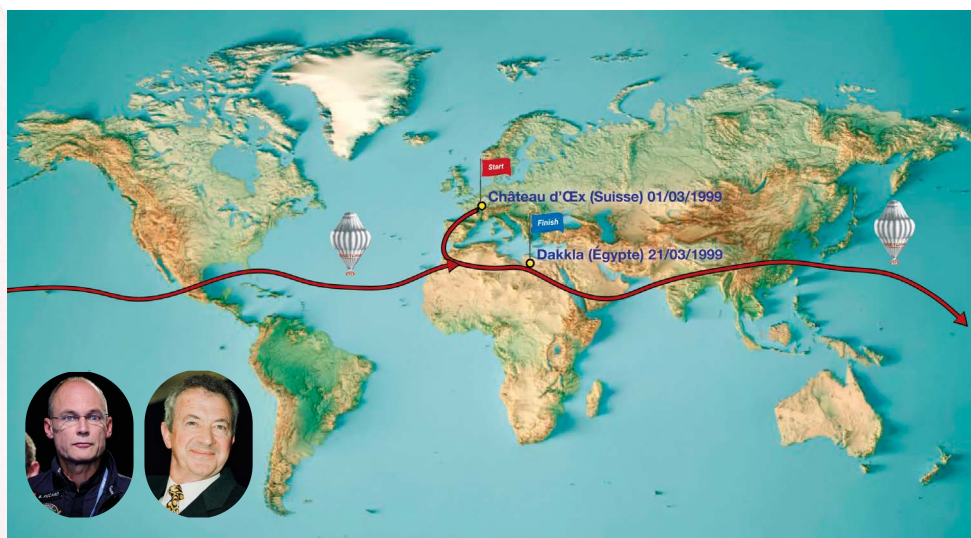 Start
Château d'Œx (Suisse) 01/03/1999
Finish
Dakkla (Égypte) 21/03/1999